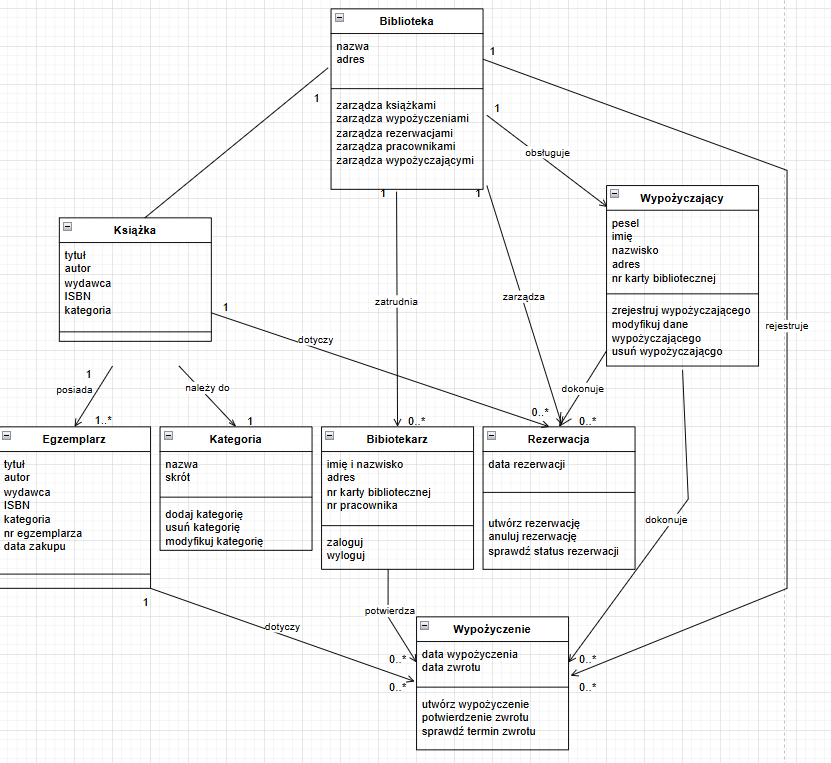 Biblioteka
nazwa
adres
zarządza książkami
zarządza wypożyczeniami
zarządza rezerwacjami
zarządza pracownikami
zarządza wypożyczającymi
1
1
1
1
1
obsługuje
Wypożyczający
pesel
imię
nazwisko
adres
nr karty bibliotecznej
zrejestruj wypożyczającego
modyfikuj dane
wypożyczającego
usuń wypożyczajągo
Książka
tytuł
autor
wydawca
ISBN
kategoria
zatrudnia
zarządza
rejestruje
1
dotyczy
1
posiada
1..*
należy do
1
0..*
dokonuje
0..*
0..*
Egzemplarz
tytuł
autor
wydawca
ISBN
kategoria
nr egzemplarza
data zakupu
Kategoria
nazwa
skrót
dodaj kategorię
usuń kategorię
modyfikuj kategorię
Bibiotekarz
imię i nazwisko
adres
nr karty bibliotecznej
nr pracownika
zaloguj
wyloguj
Rezerwacja
data rezerwacji
utwórz rezerwację
anuluj rezerwację
sprawdź status rezerwacji
dokonuje
1
dotyczy
potwierdza
0..*
0..*
0..*
0..*
Wypożyczenie
data wypożyczenia
data zwrotu
utwórz wypożyczenie
potwierdzenie zwrotu
sprawdź termin zwrotu